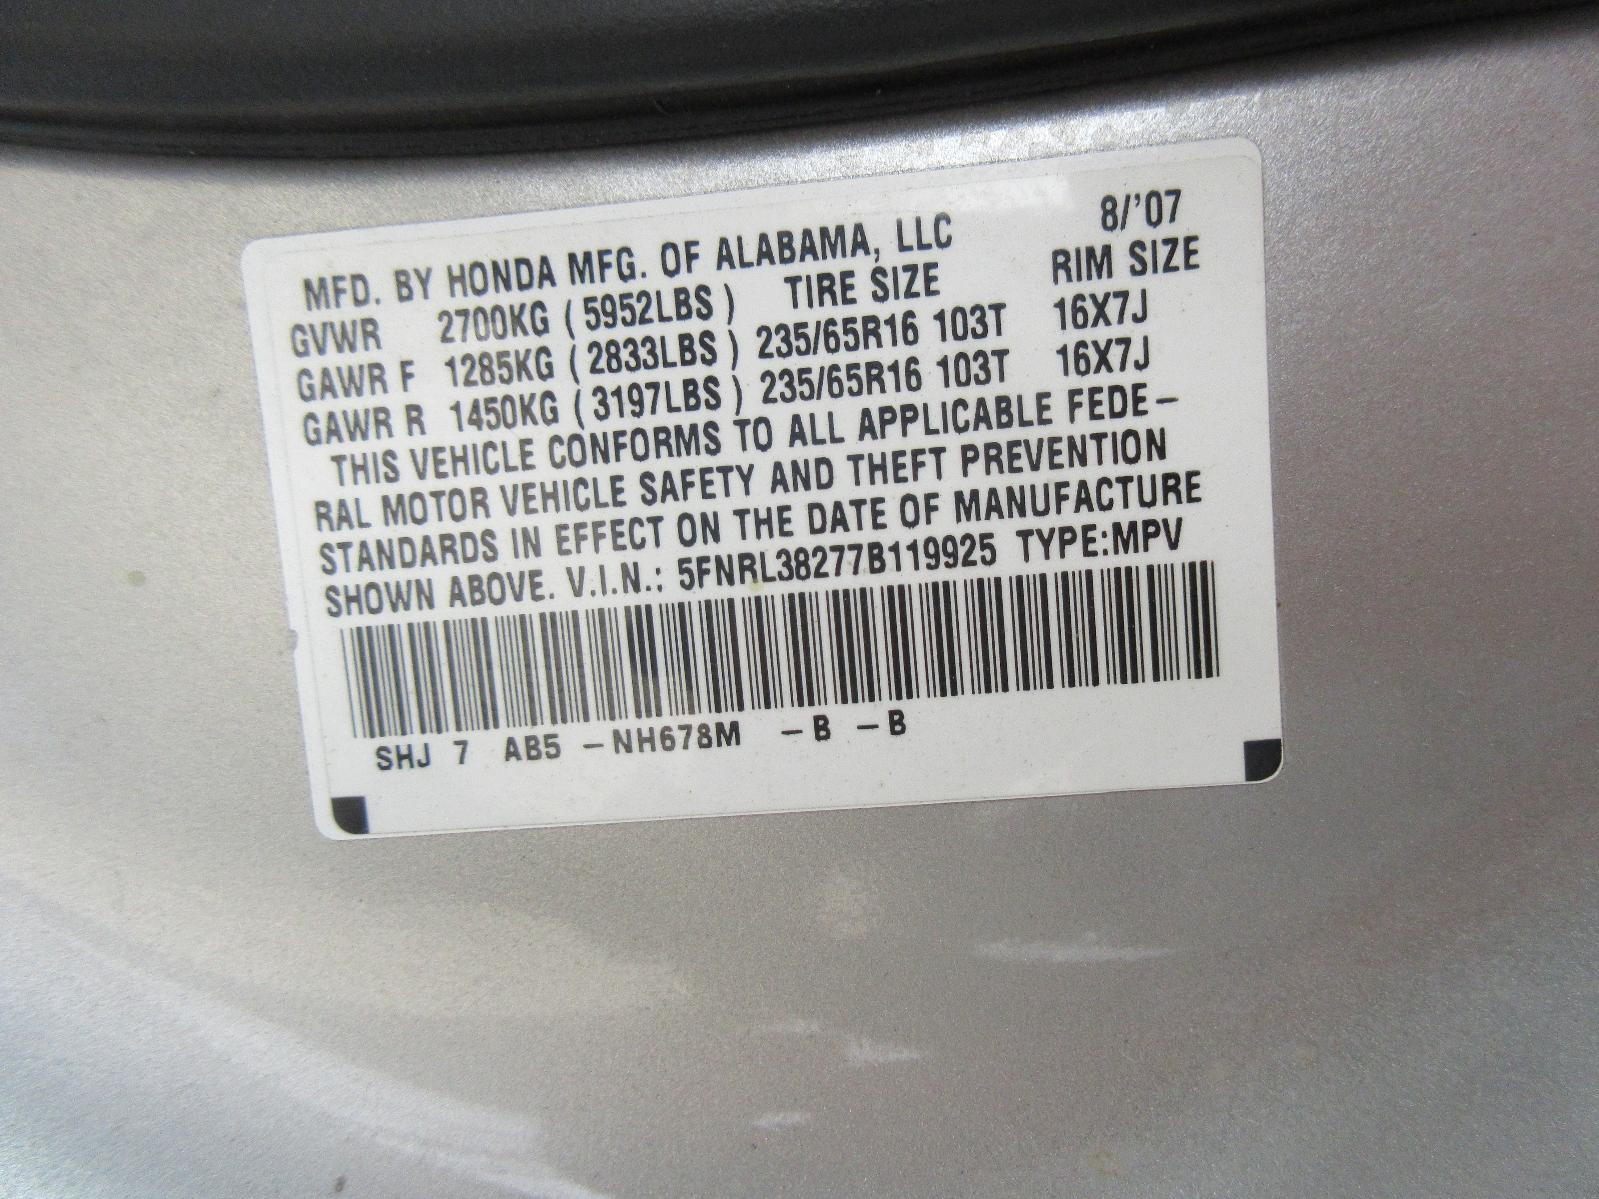 MFD. BY HONDA MFG. OF ALABAMA, LLC 8/'07
GVWR 2700KG ( 5952LBS ) TIRE SIZE RIM SIZE
GAWR F 1285KG ( 2833LBS ) 235/65R16 103T 16X7J
GAWR R 1450KG ( 3197LBS ) 235/65R16 103T 16X7J
THIS VEHICLE CONFORMS TO ALL APPLICABLE FEDE-
RAL MOTOR VEHICLE SAFETY AND THEFT PREVENTION
STANDARDS IN EFFECT ON THE DATE OF MANUFACTURE
SHOWN ABOVE. V.I.N.: 5FNRL38277B119925 TYPE:MPV
SHJ 7 AB5 -NH678M -B -B